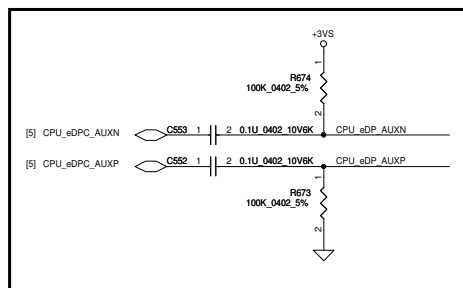 +3VS
1
R674
100K_0402_5%
2
[5] CPU_eDPC_AUXN C553 1 2 0.1U_0402_10V6K CPU_eDP_AUXN
[5] CPU_eDPC_AUXP C552 1 2 0.1U_0402_10V6K CPU_eDP_AUXP
1
R673
100K_0402_5%
2